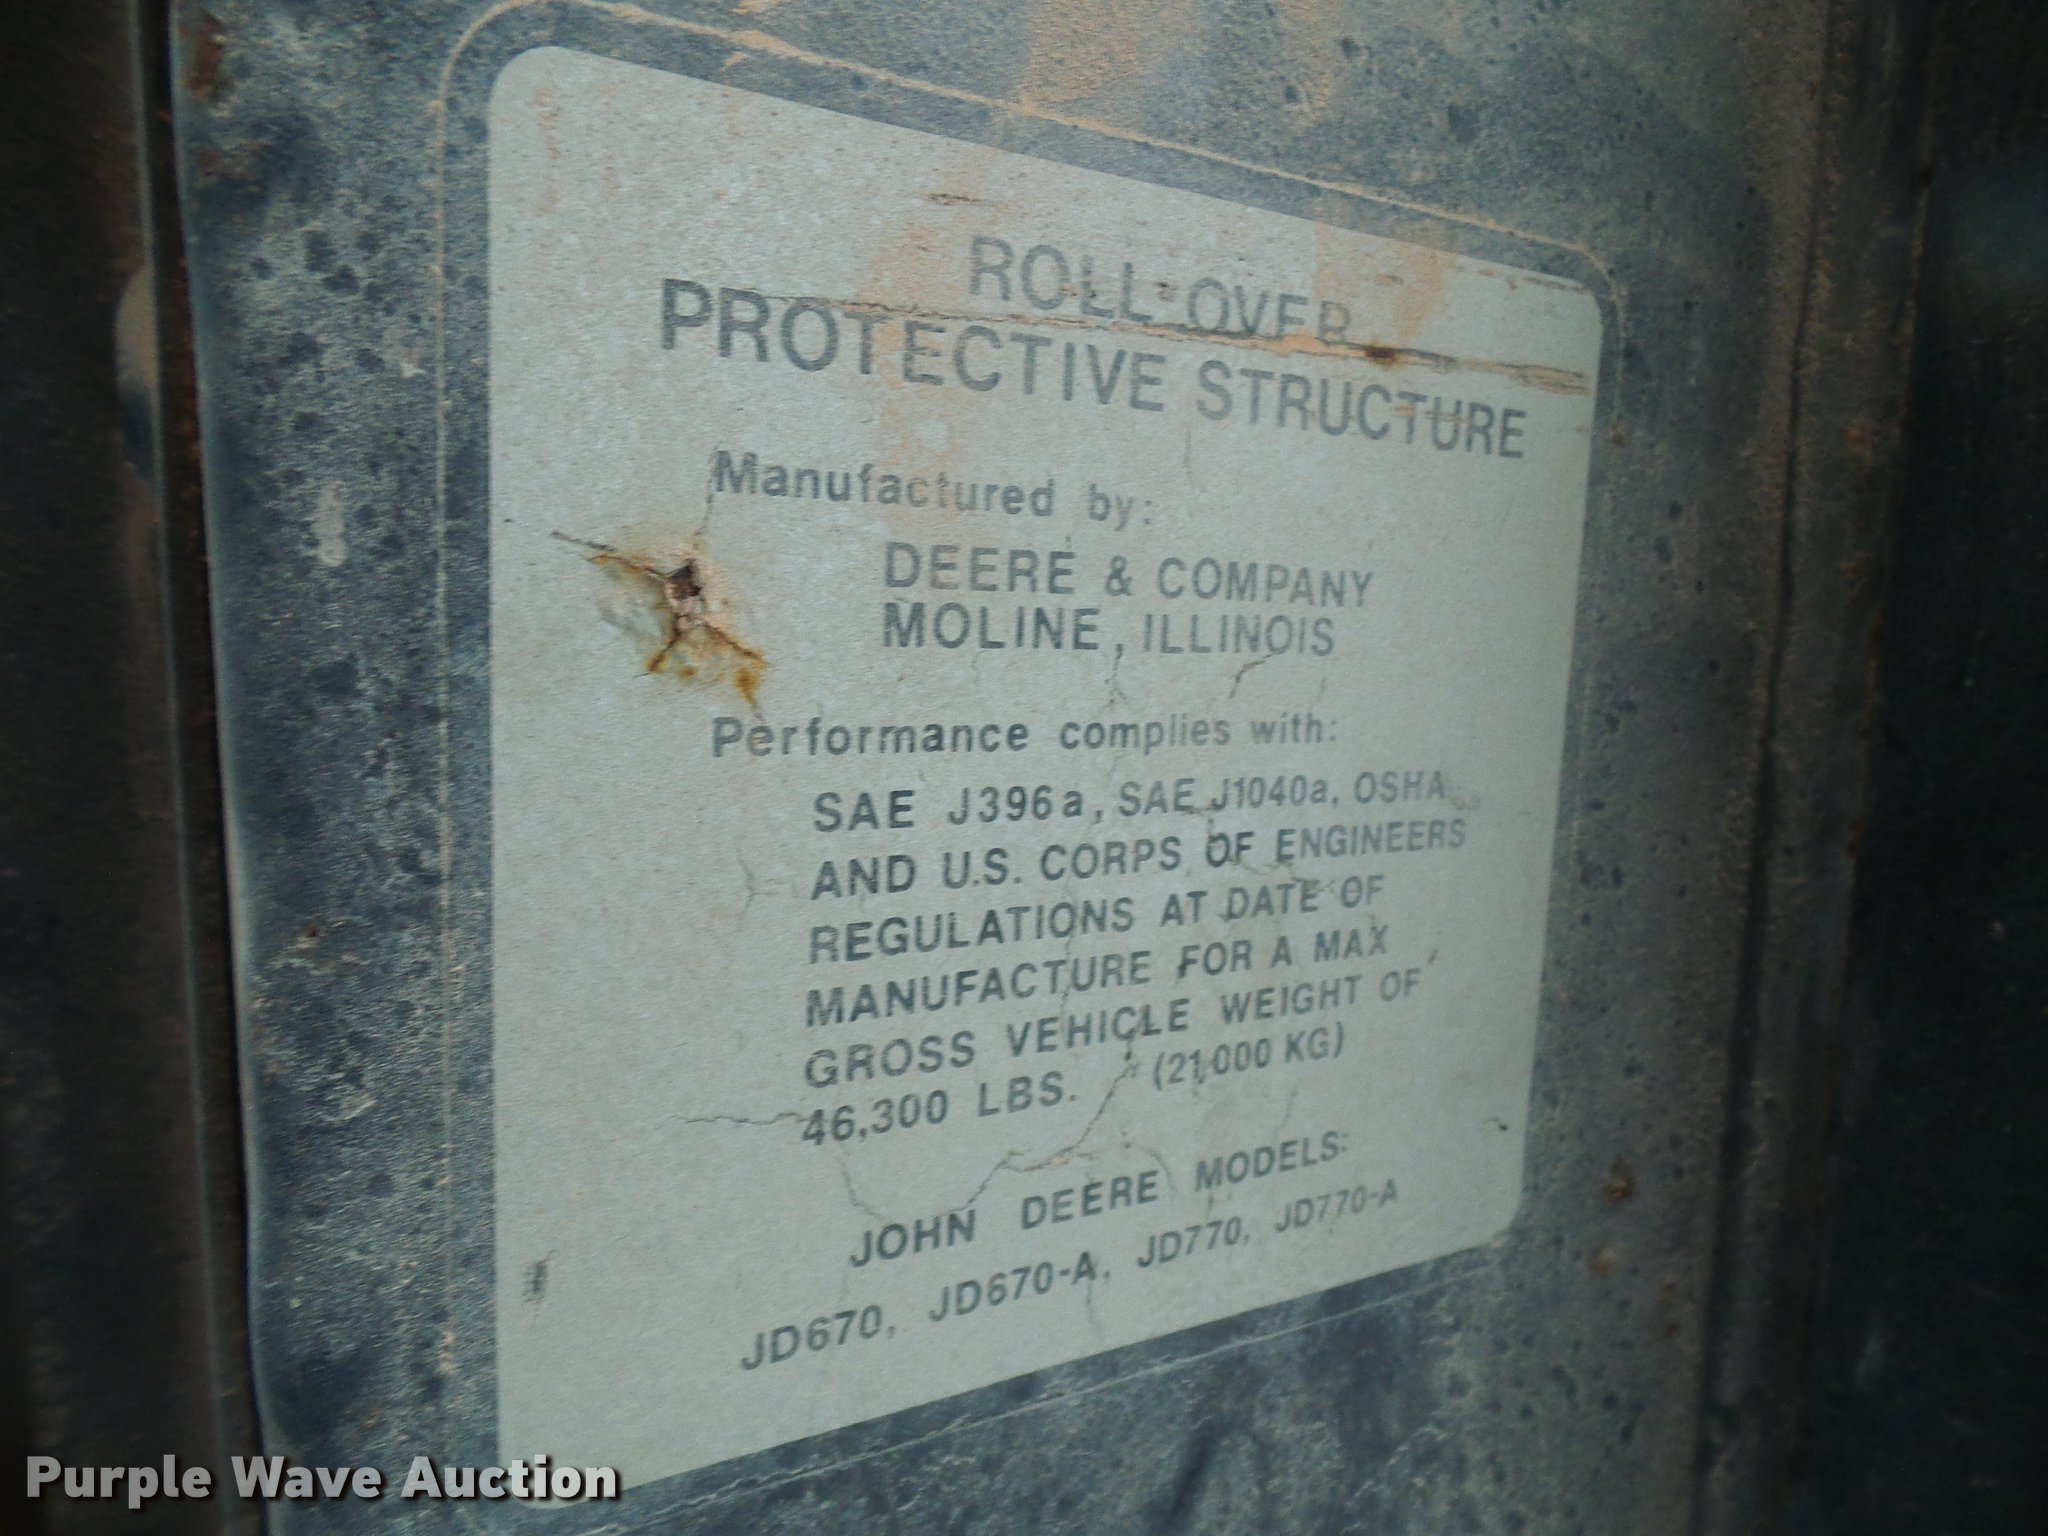 ROLL-OVER
PROTECTIVE STRUCTURE
Manufactured by:
DEERE & COMPANY
MOLINE, ILLINOIS
Performance complies with:
SAE J396a, SAE J1040a, OSHA
AND U.S. CORPS OF ENGINEERS
REGULATIONS AT DATE OF
MANUFACTURE FOR A MAX
GROSS VEHICLE WEIGHT OF
46,300 LBS. (21,000 KG)
JOHN DEERE MODELS:
JD670, JD670-A, JD770, JD770-A
Purple Wave Auction